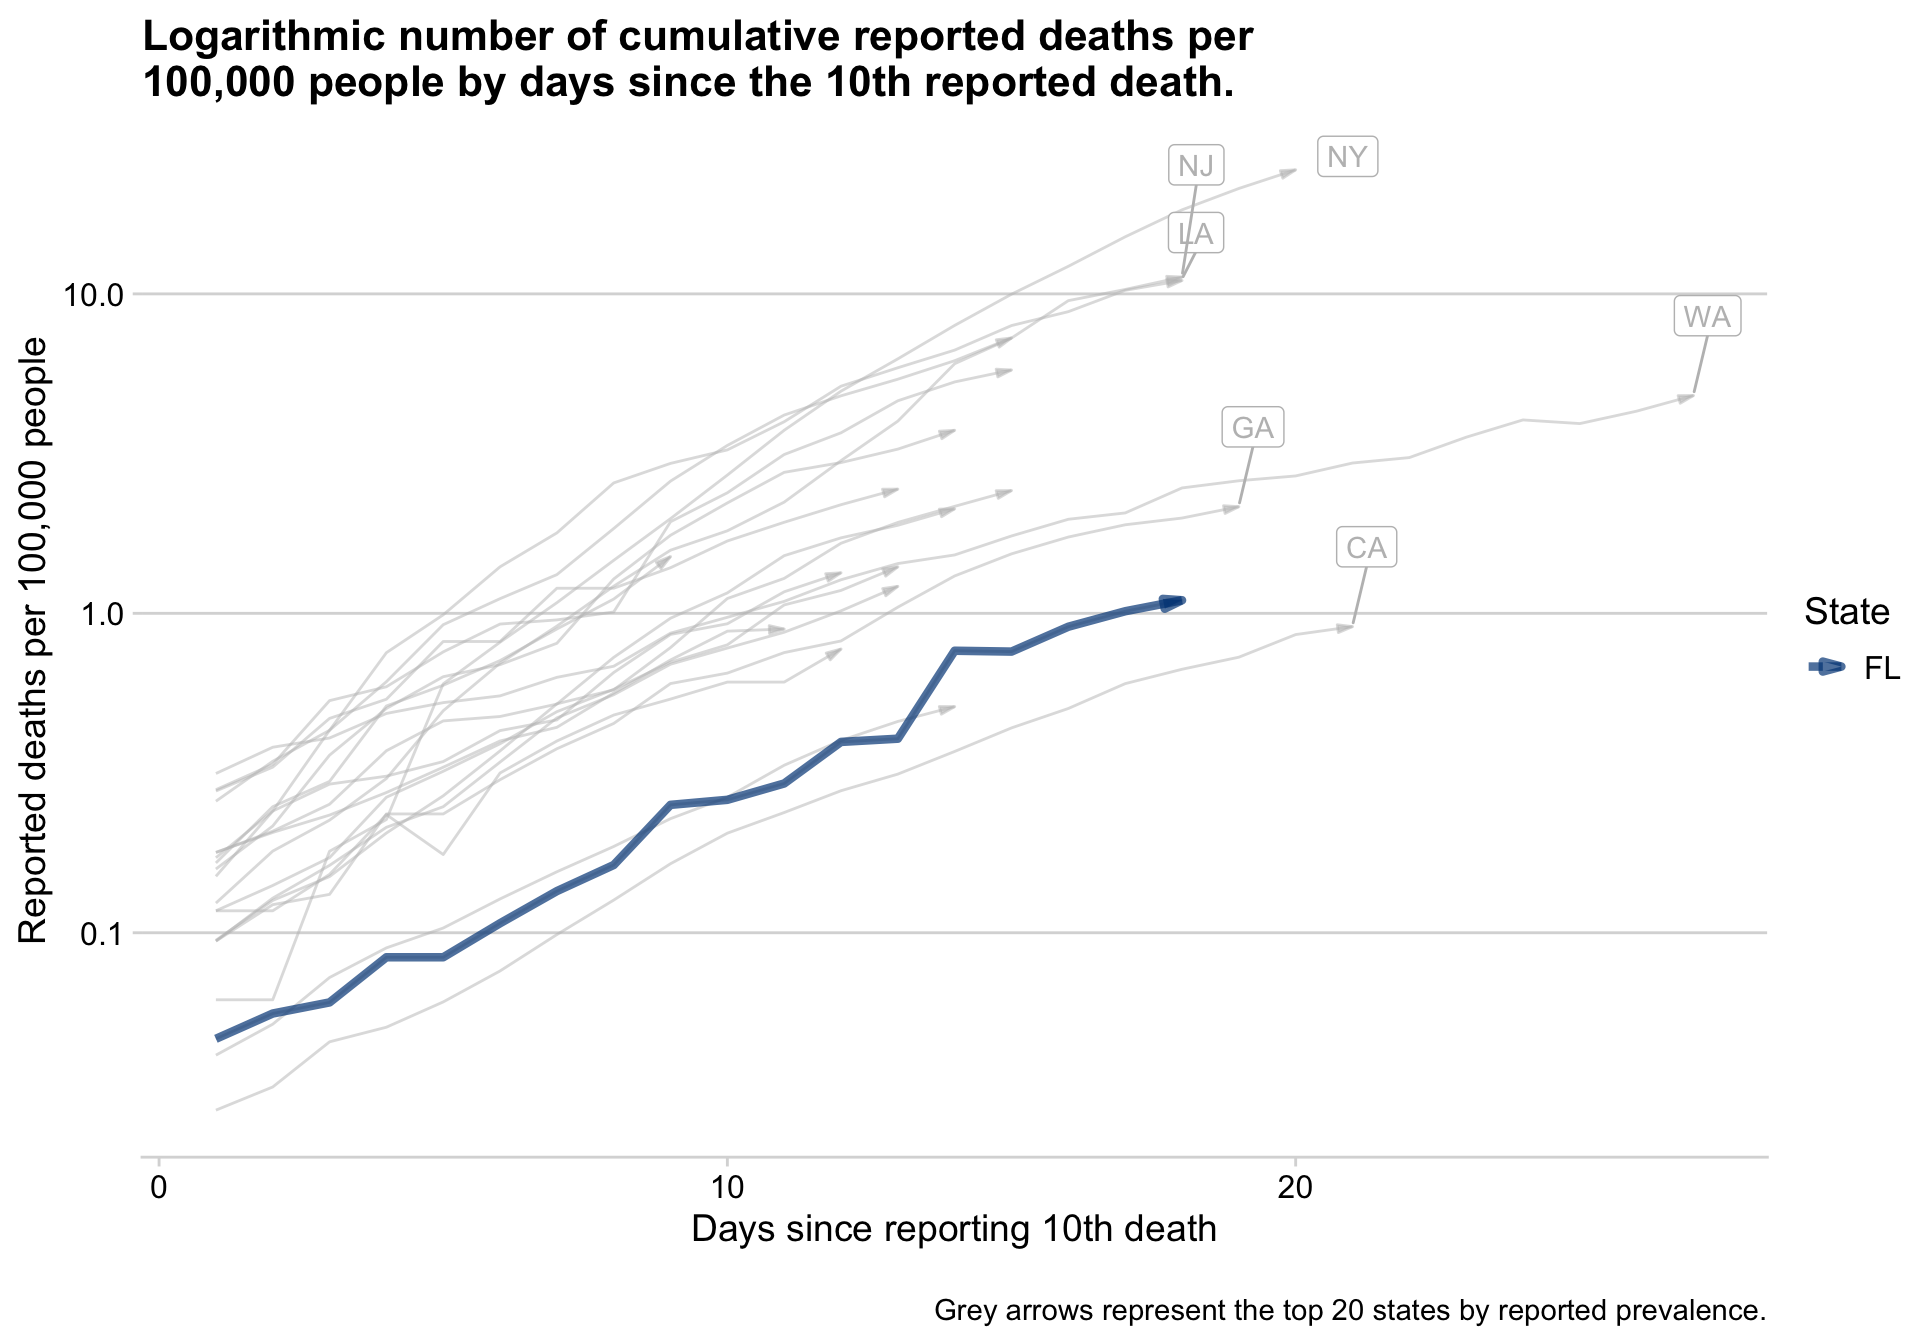 Logarithmic number of cumulative reported deaths per
100,000 people by days since the 10th reported death.
NJ
NY
LA
10.0
WA
GA
CA
1.0
State
FL
0.1
Reported deaths per 100,000 people
0
10
20
Days since reporting 10th death
Grey arrows represent the top 20 states by reported prevalence.